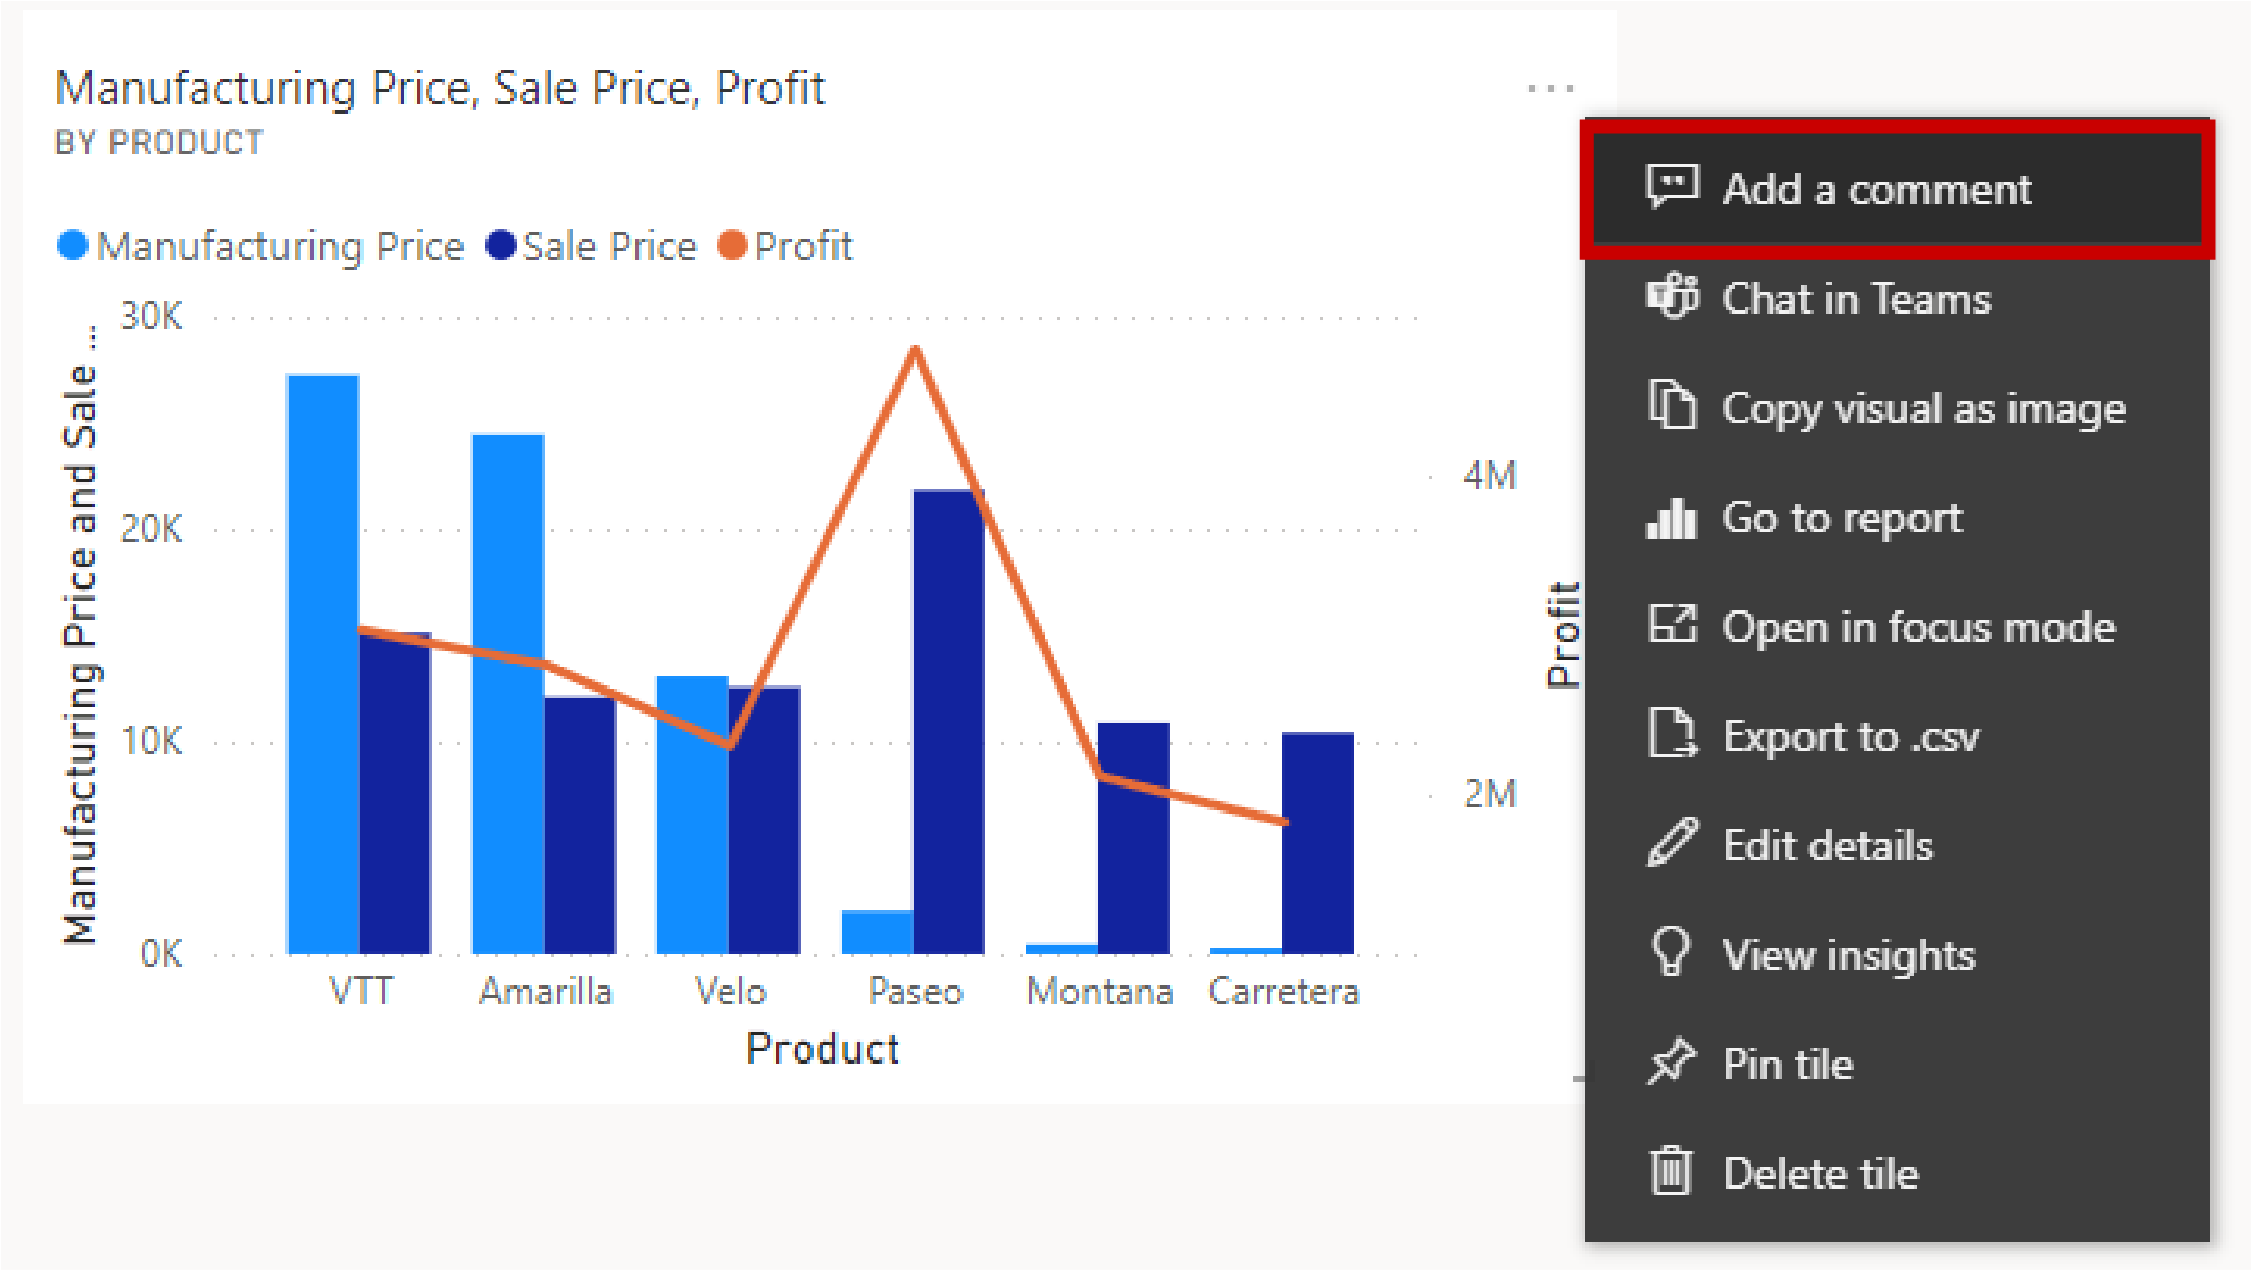 Manufacturing Price, Sale Price, Profit
...
BY PRODUCT
Manufacturing Price Sale Price Profit
Manufacturing Price and Sale ...
30K
20K
10K
0K
4M
2M
Profit
VTT Amarilla Velo Paseo Montana Carretera
Product
Add a comment
Chat in Teams
Copy visual as image
Go to report
Open in focus mode
Export to .csv
Edit details
View insights
Pin tile
Delete tile